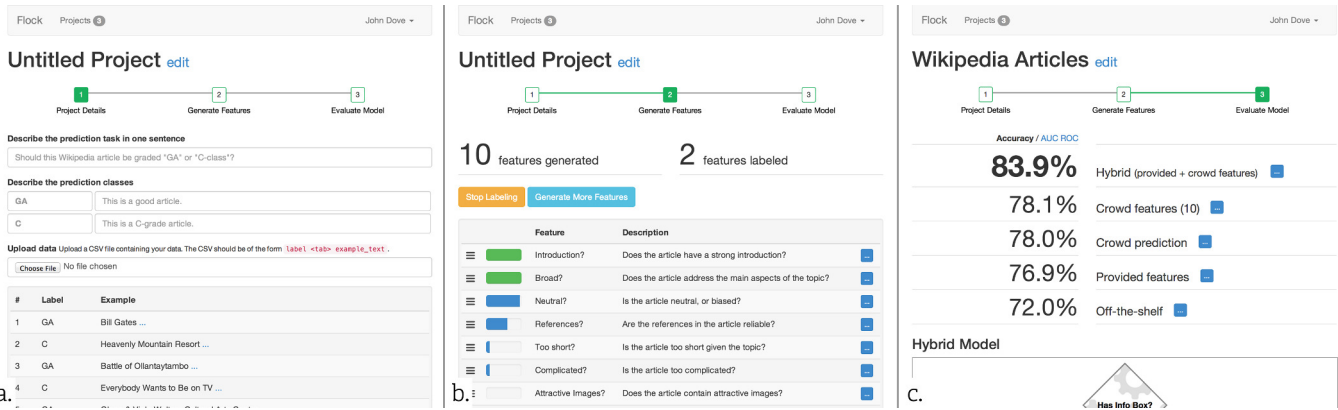 Flock Projects 3 John Dove
Untitled Project edit
1 2 3
Project Details Generate Features Evaluate Model
Describe the prediction task in one sentence
Should this Wikipedia article be graded "GA" or "C-class"?
Describe the prediction classes
GA This is a good article.
C This is a C-grade article.
Upload data Upload a CSV file containing your data. The CSV should be of the form label <tab> example_text.
Choose File No file chosen
# Label Example
1 GA Bill Gates ...
2 C Heavenly Mountain Resort ...
3 GA Battle of Ollantaytambo ...
4 C Everybody Wants to Be on TV ...
a.
Flock Projects 3 John Dove
Untitled Project edit
1 2 3
Project Details Generate Features Evaluate Model
10 features generated 2 features labeled
Stop Labeling Generate More Features
Feature Description
Introduction? Does the article have a strong introduction? ...
Broad? Does the article address the main aspects of the topic? ...
Neutral? Is the article neutral, or biased? ...
References? Are the references in the article reliable? ...
Too short? Is the article too short given the topic? ...
Complicated? Is the article too complicated? ...
Attractive Images? Does the article contain attractive images? ...
b.
Flock Projects 3 John Dove
Wikipedia Articles edit
1 2 3
Project Details Generate Features Evaluate Model
Accuracy / AUC ROC
83.9% Hybrid (provided + crowd features) ...
78.1% Crowd features (10) ...
78.0% Crowd prediction ...
76.9% Provided features ...
72.0% Off-the-shelf ...
Hybrid Model
Has Info Box?
c.